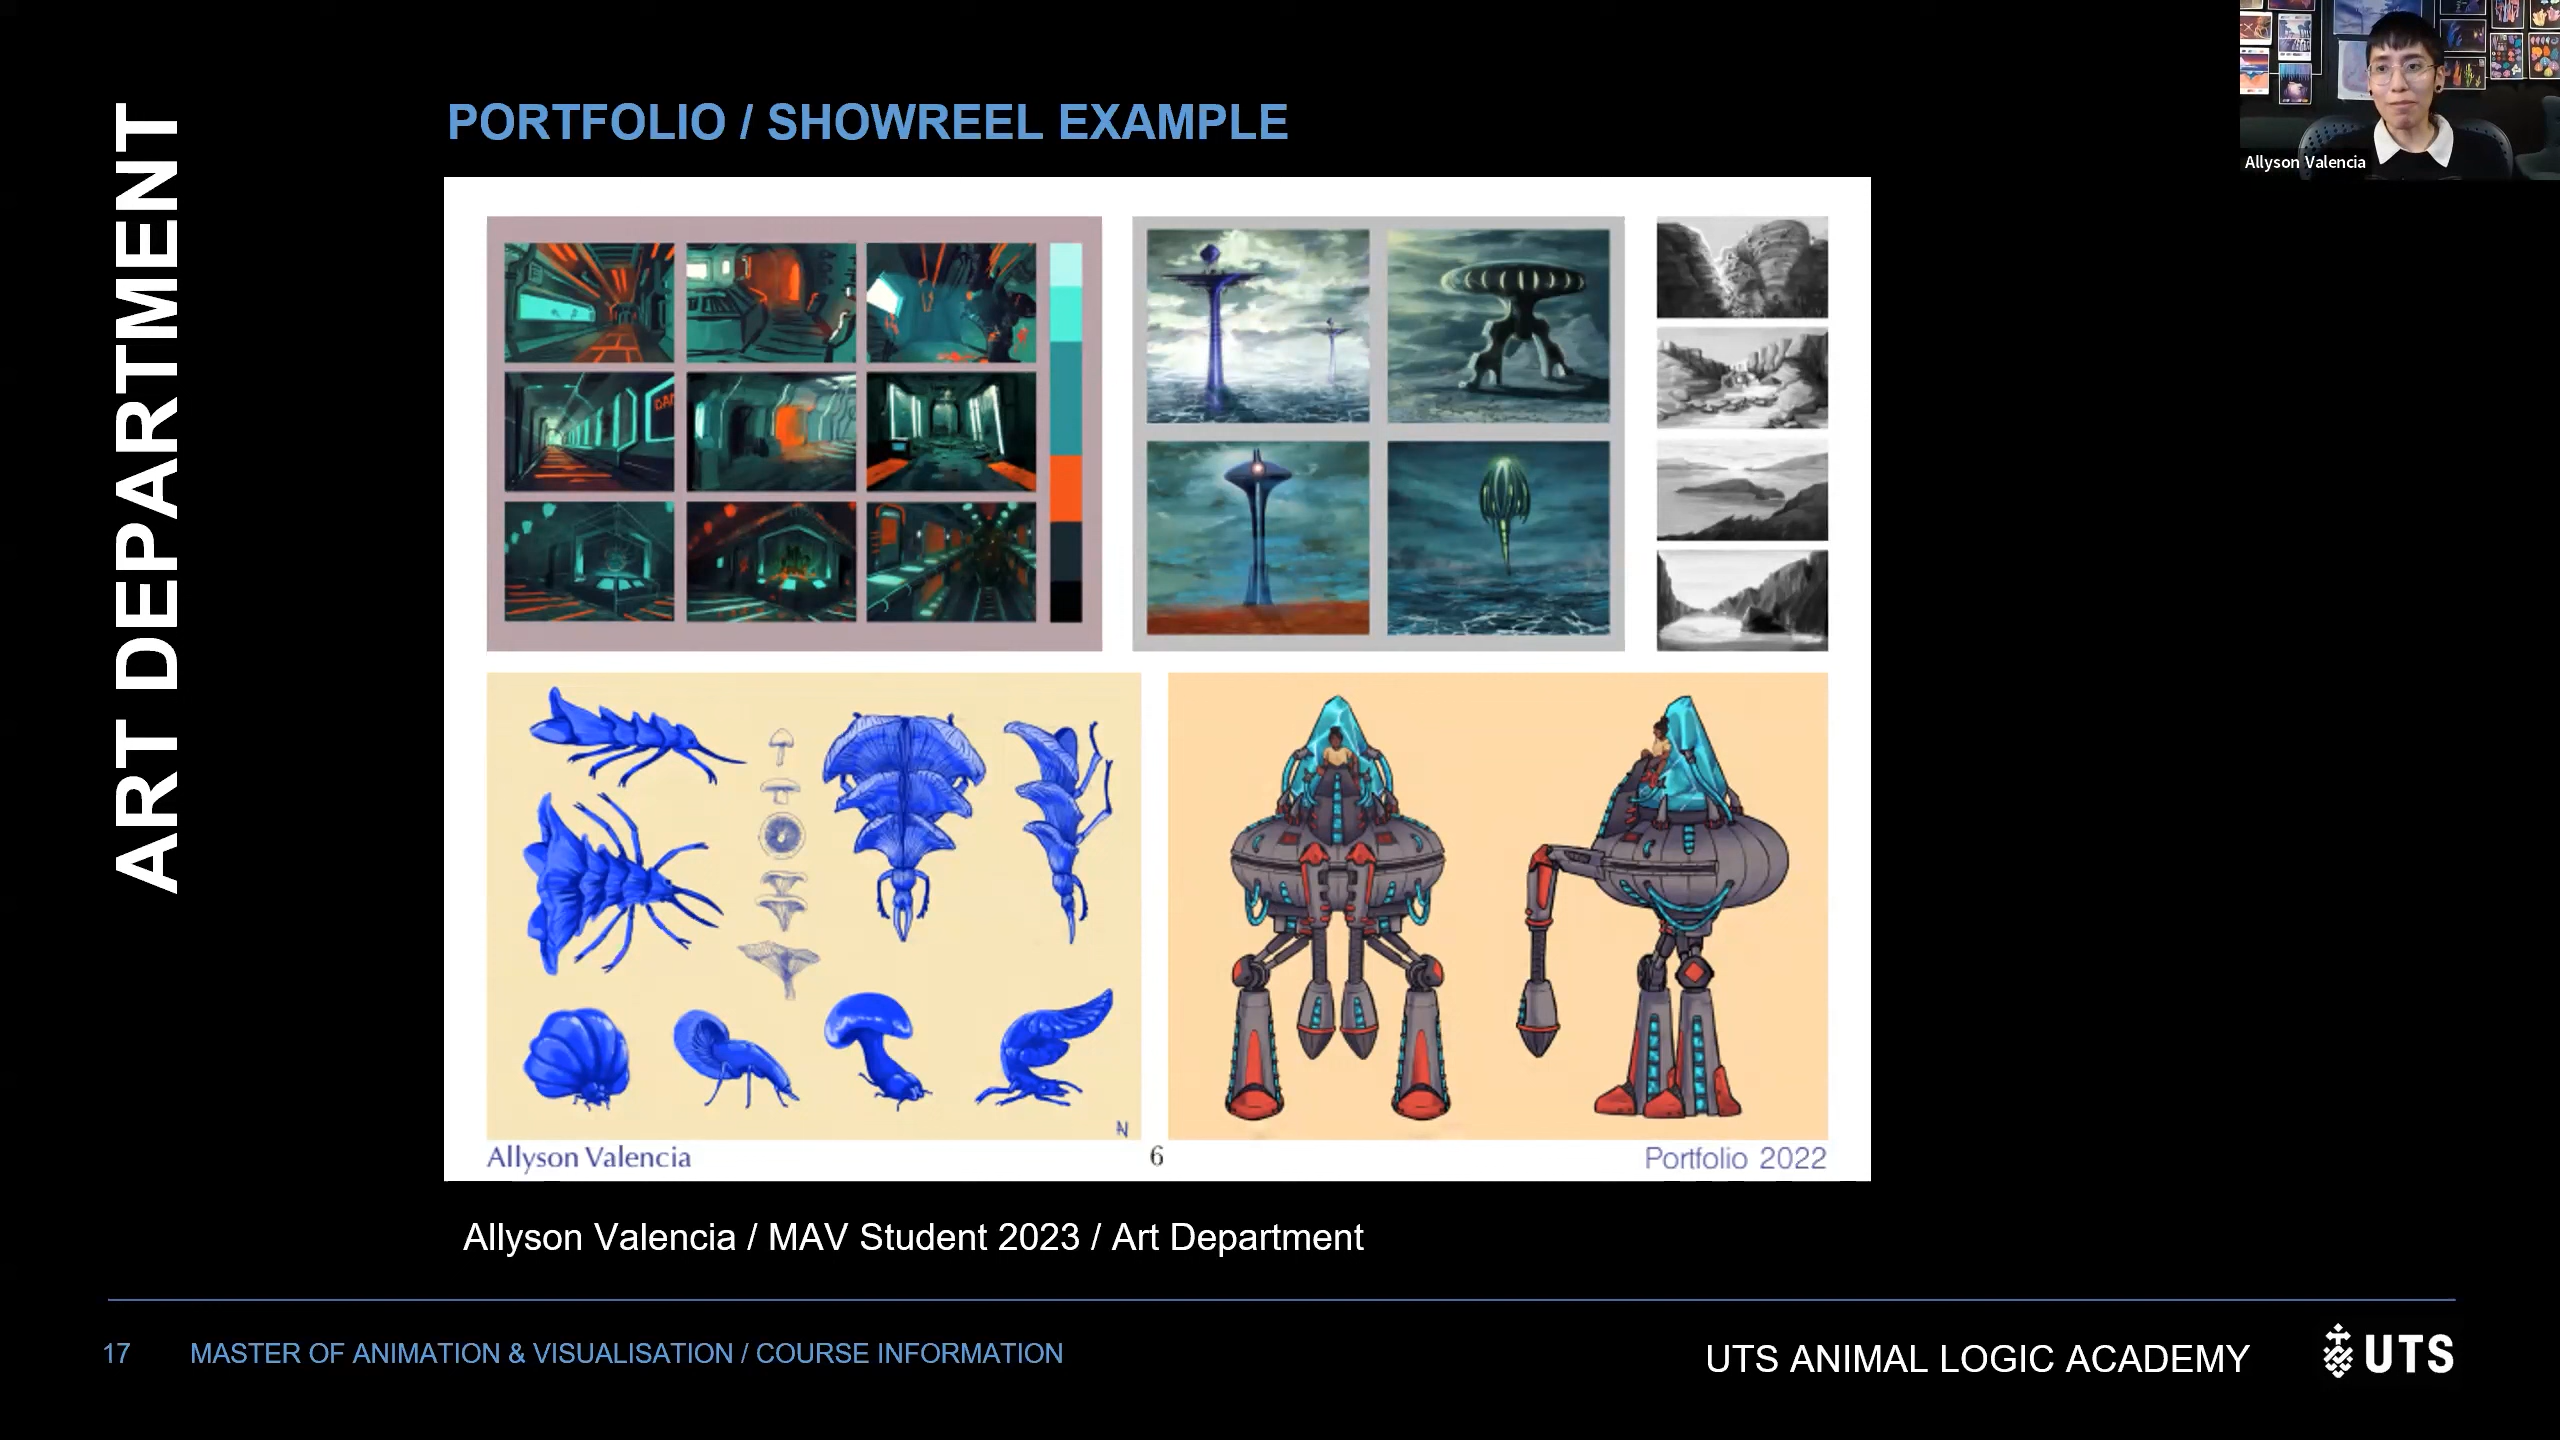 ART DEPARTMENT
PORTFOLIO / SHOWREEL EXAMPLE
Allyson Valencia
N
Allyson Valencia
6
Portfolio 2022
Allyson Valencia / MAV Student 2023 / Art Department
17
MASTER OF ANIMATION & VISUALISATION / COURSE INFORMATION
UTS ANIMAL LOGIC ACADEMY
UTS